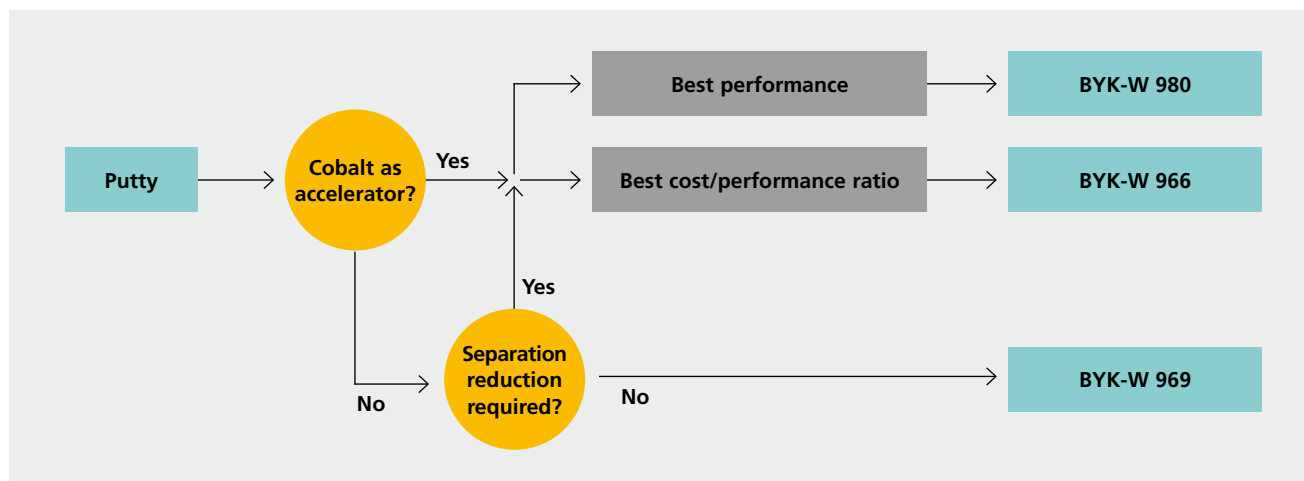 Best performance
BYK-W 980
Putty
Cobalt as
accelerator?
Yes
Best cost/performance ratio
BYK-W 966
Yes
No
Separation
reduction
required?
No
BYK-W 969